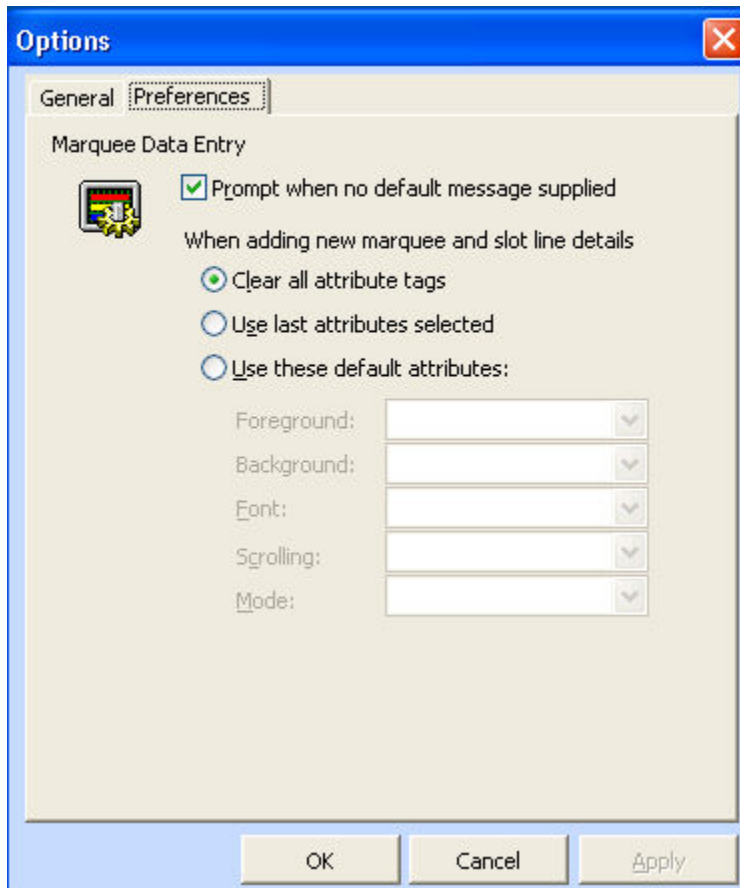 Options
General Preferences
Marquee Data Entry
Prompt when no default message supplied
When adding new marquee and slot line details
Clear all attribute tags
Use last attributes selected
Use these default attributes:
Foreground:
Background:
Font:
Scrolling:
Mode:
OK Cancel Apply